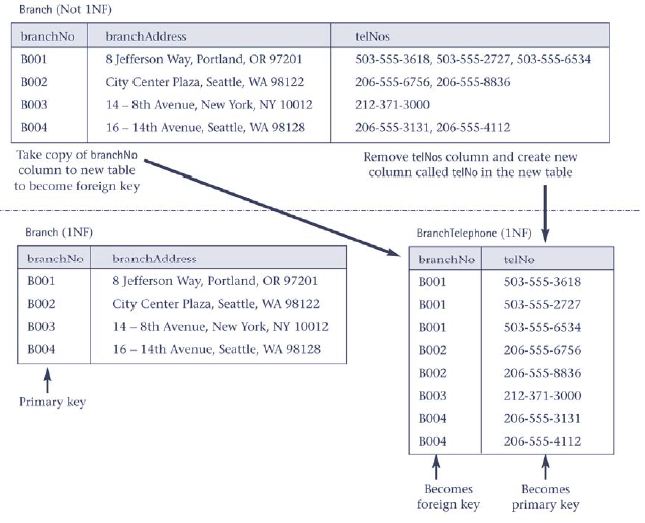 Branch (Not 1NF)
branchNo branchAddress telNos
B001 8 Jefferson Way, Portland, OR 97201 503-555-3618, 503-555-2727, 503-555-6534
B002 City Center Plaza, Seattle, WA 98122 206-555-6756, 206-555-8836
B003 14 – 8th Avenue, New York, NY 10012 212-371-3000
B004 16 – 14th Avenue, Seattle, WA 98128 206-555-3131, 206-555-4112
Take copy of branchNo
column to new table
to become foreign key
Remove telNos column and create new
column called telNo in the new table
Branch (1NF)
branchNo branchAddress
B001 8 Jefferson Way, Portland, OR 97201
B002 City Center Plaza, Seattle, WA 98122
B003 14 – 8th Avenue, New York, NY 10012
B004 16 – 14th Avenue, Seattle, WA 98128
Primary key
BranchTelephone (1NF)
branchNo telNo
B001 503-555-3618
B001 503-555-2727
B001 503-555-6534
B002 206-555-6756
B002 206-555-8836
B003 212-371-3000
B004 206-555-3131
B004 206-555-4112
Becomes
foreign key
Becomes
primary key